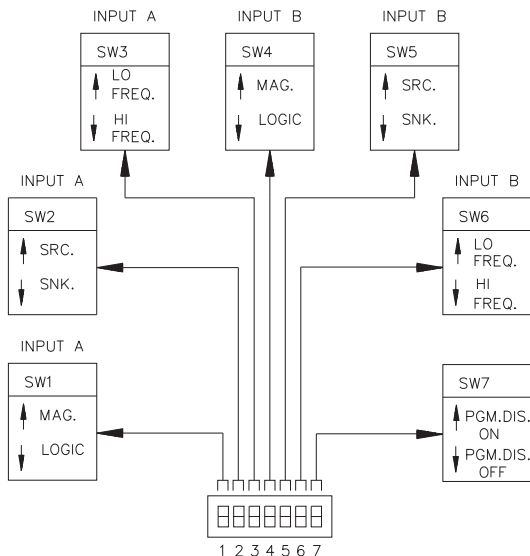 INPUT A
SW3
LO
FREQ.
HI
FREQ.
INPUT B
SW4
MAG.
LOGIC
INPUT B
SW5
SRC.
SNK.
INPUT A
SW2
SRC.
SNK.
INPUT B
SW6
LO
FREQ.
HI
FREQ.
INPUT A
SW1
MAG.
LOGIC
SW7
PGM.DIS.
ON
PGM.DIS.
OFF
1 2 3 4 5 6 7